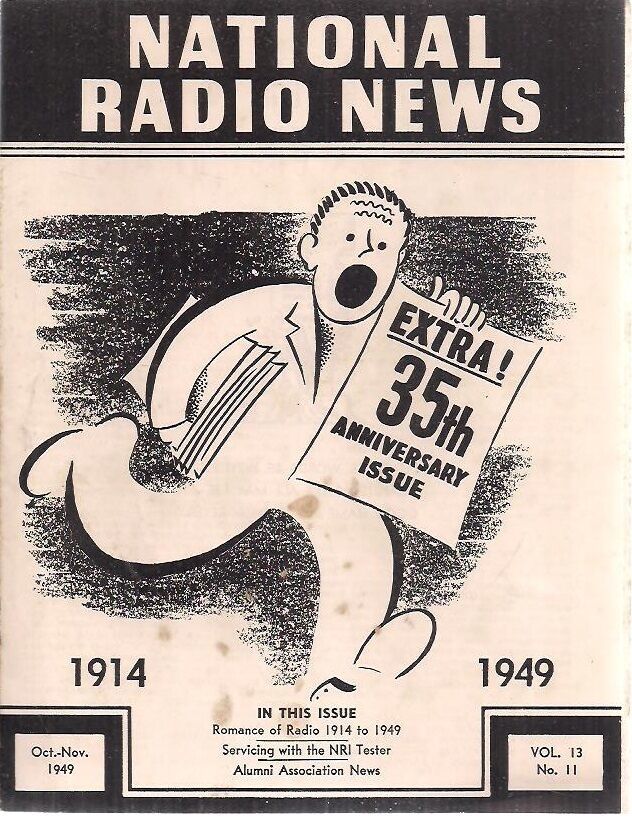 NATIONAL
RADIO NEWS
EXTRA!
35th
ANNIVERSARY
ISSUE
1914
1949
IN THIS ISSUE
Romance of Radio 1914 to 1949
Servicing with the NRI Tester
Alumni Association News
Oct.-Nov.
1949
VOL. 13
No. 11